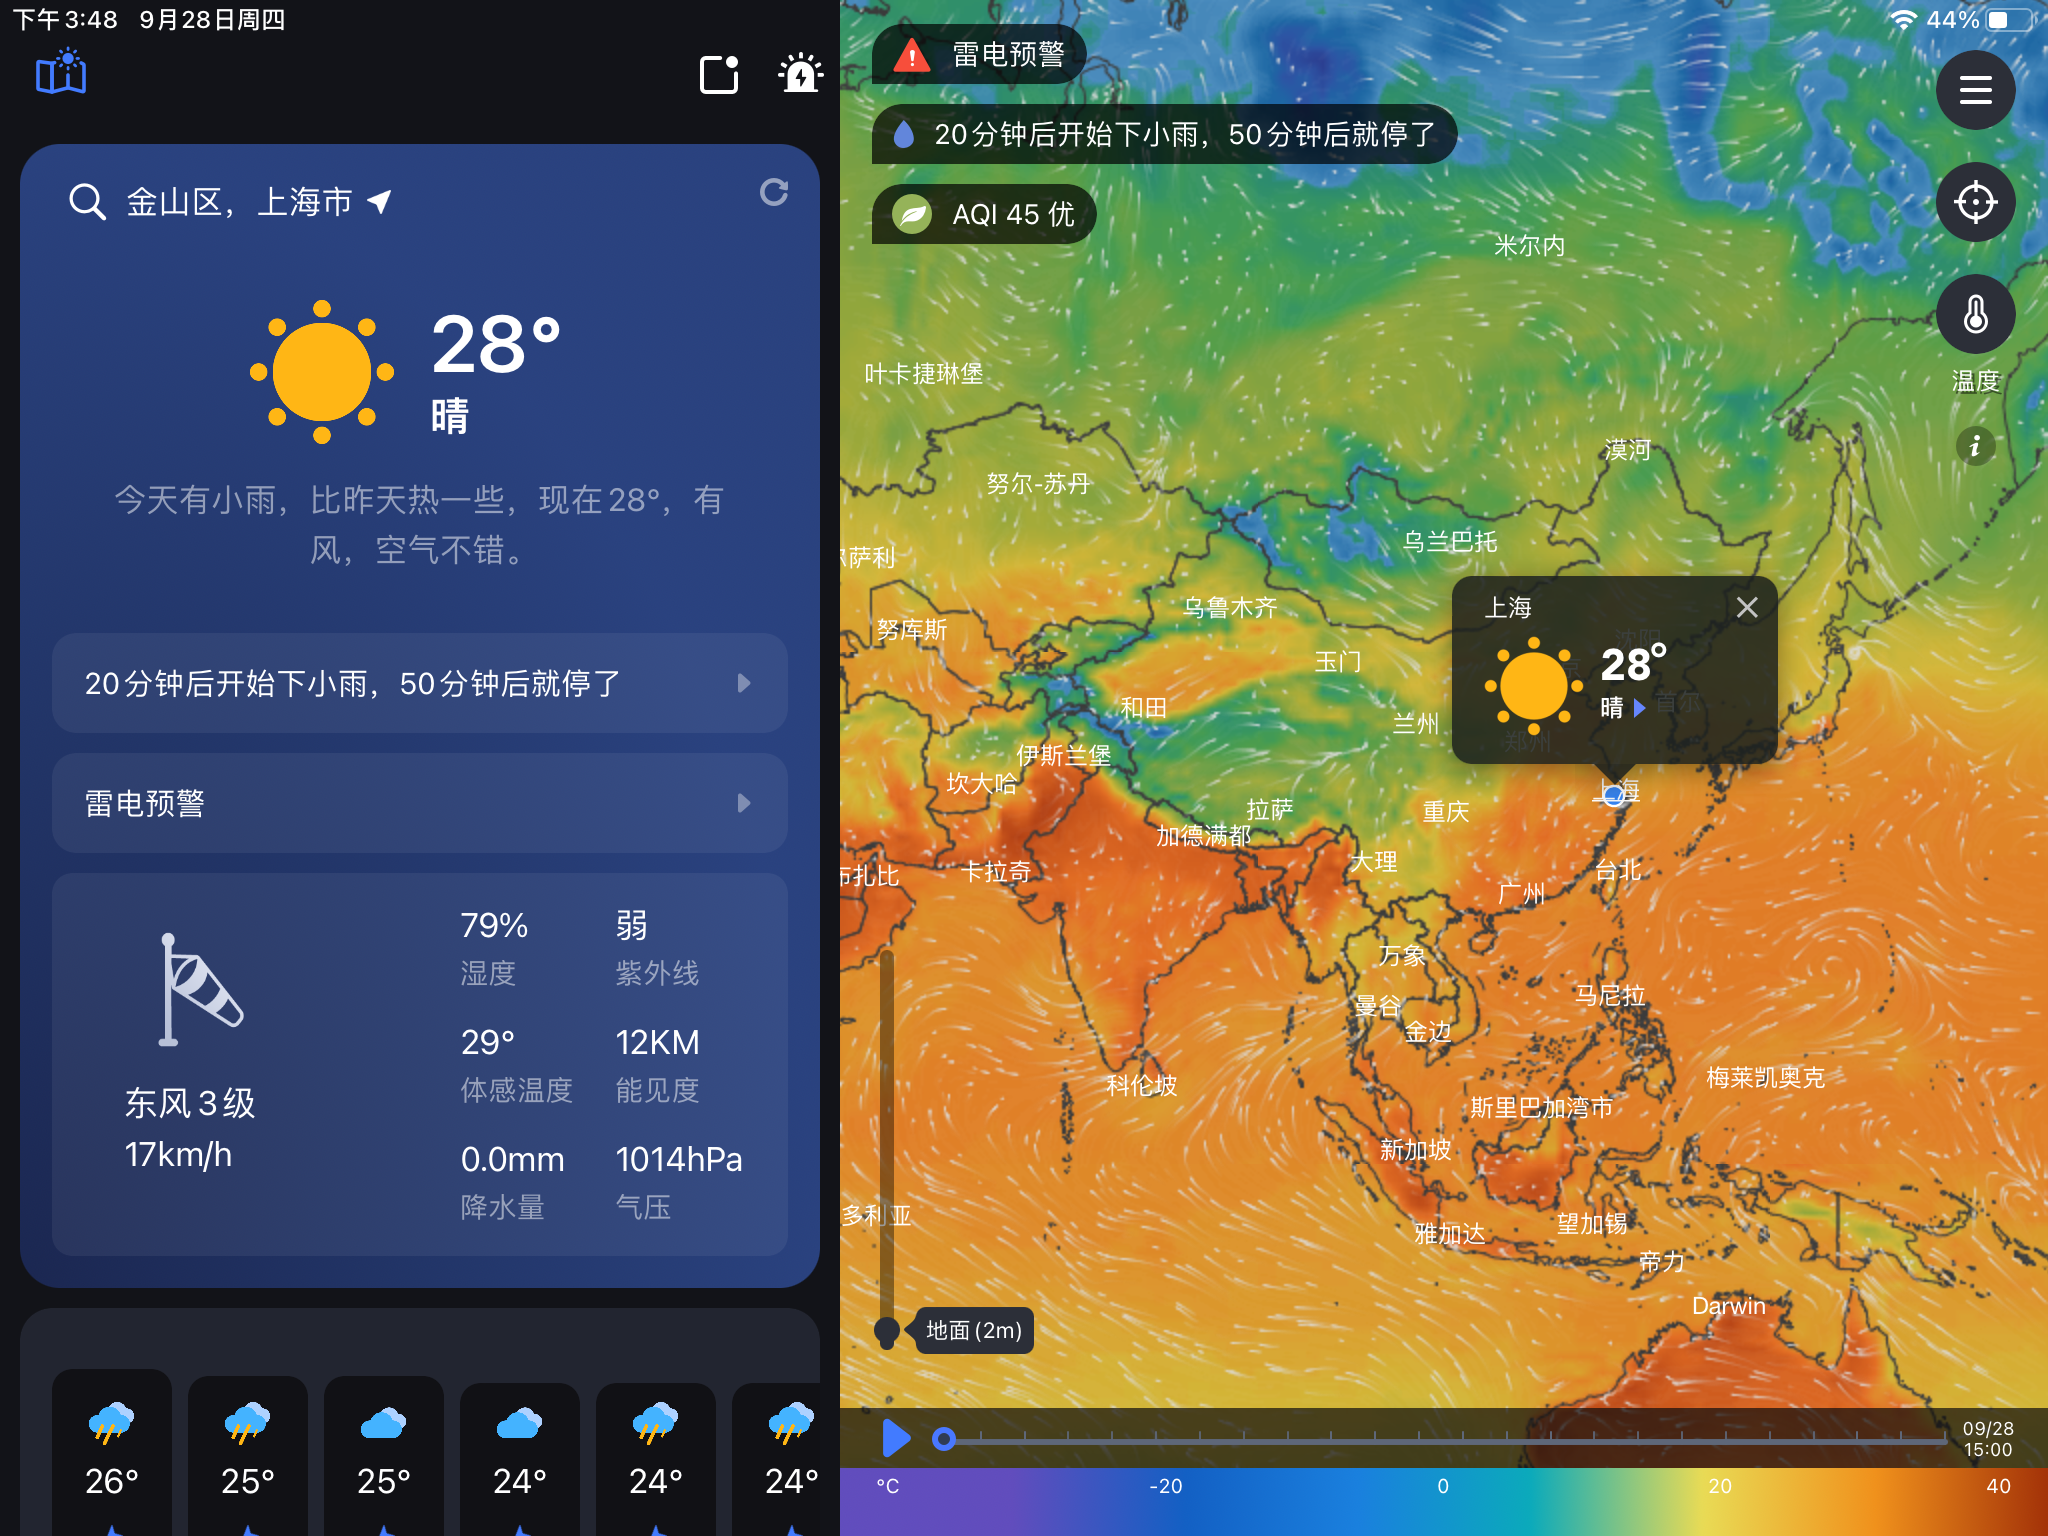 下午3:48 9月28日周四
44%
金山区，上海市
28°
晴
今天有小雨，比昨天热一些，现在28°，有
风，空气不错。
20分钟后开始下小雨，50分钟后就停了
雷电预警
79%
湿度
弱
紫外线
29°
体感温度
12KM
能见度
0.0mm
降水量
1014hPa
气压
东风3级
17km/h
26°
25°
25°
24°
24°
24°
雷电预警
20分钟后开始下小雨，50分钟后就停了
AQI 45 优
温度
i
米尔内
叶卡捷琳堡
漠河
努尔-苏丹
乌兰巴托
萨利
乌鲁木齐
努库斯
玉门
和田
兰州
上海
28°
晴
沈阳
首尔
郑州
上海
伊斯兰堡
坎大哈
拉萨
重庆
加德满都
大理
台北
卡拉奇
布扎比
广州
万象
马尼拉
曼谷
金边
科伦坡
梅莱凯奥克
斯里巴加湾市
新加坡
多利亚
雅加达
望加锡
帝力
Darwin
地面(2m)
09/28
15:00
°C
-20
0
20
40